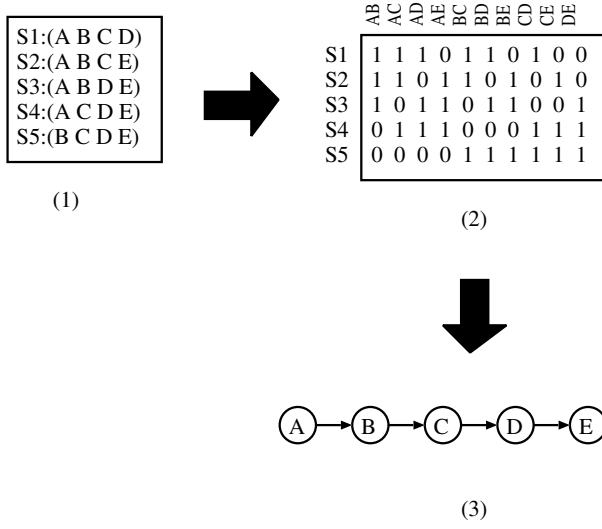 S1:(A B C D)
S2:(A B C E)
S3:(A B D E)
S4:(A C D E)
S5:(B C D E)
(1)
AB AC AD AE BC BD BE CD CE DE
S1 1 1 1 0 1 1 0 1 0 0
S2 1 1 0 1 1 0 1 0 1 0
S3 1 0 1 1 0 1 1 0 0 1
S4 0 1 1 1 0 0 0 1 1 1
S5 0 0 0 0 1 1 1 1 1 1
(2)
A B C D E
(3)